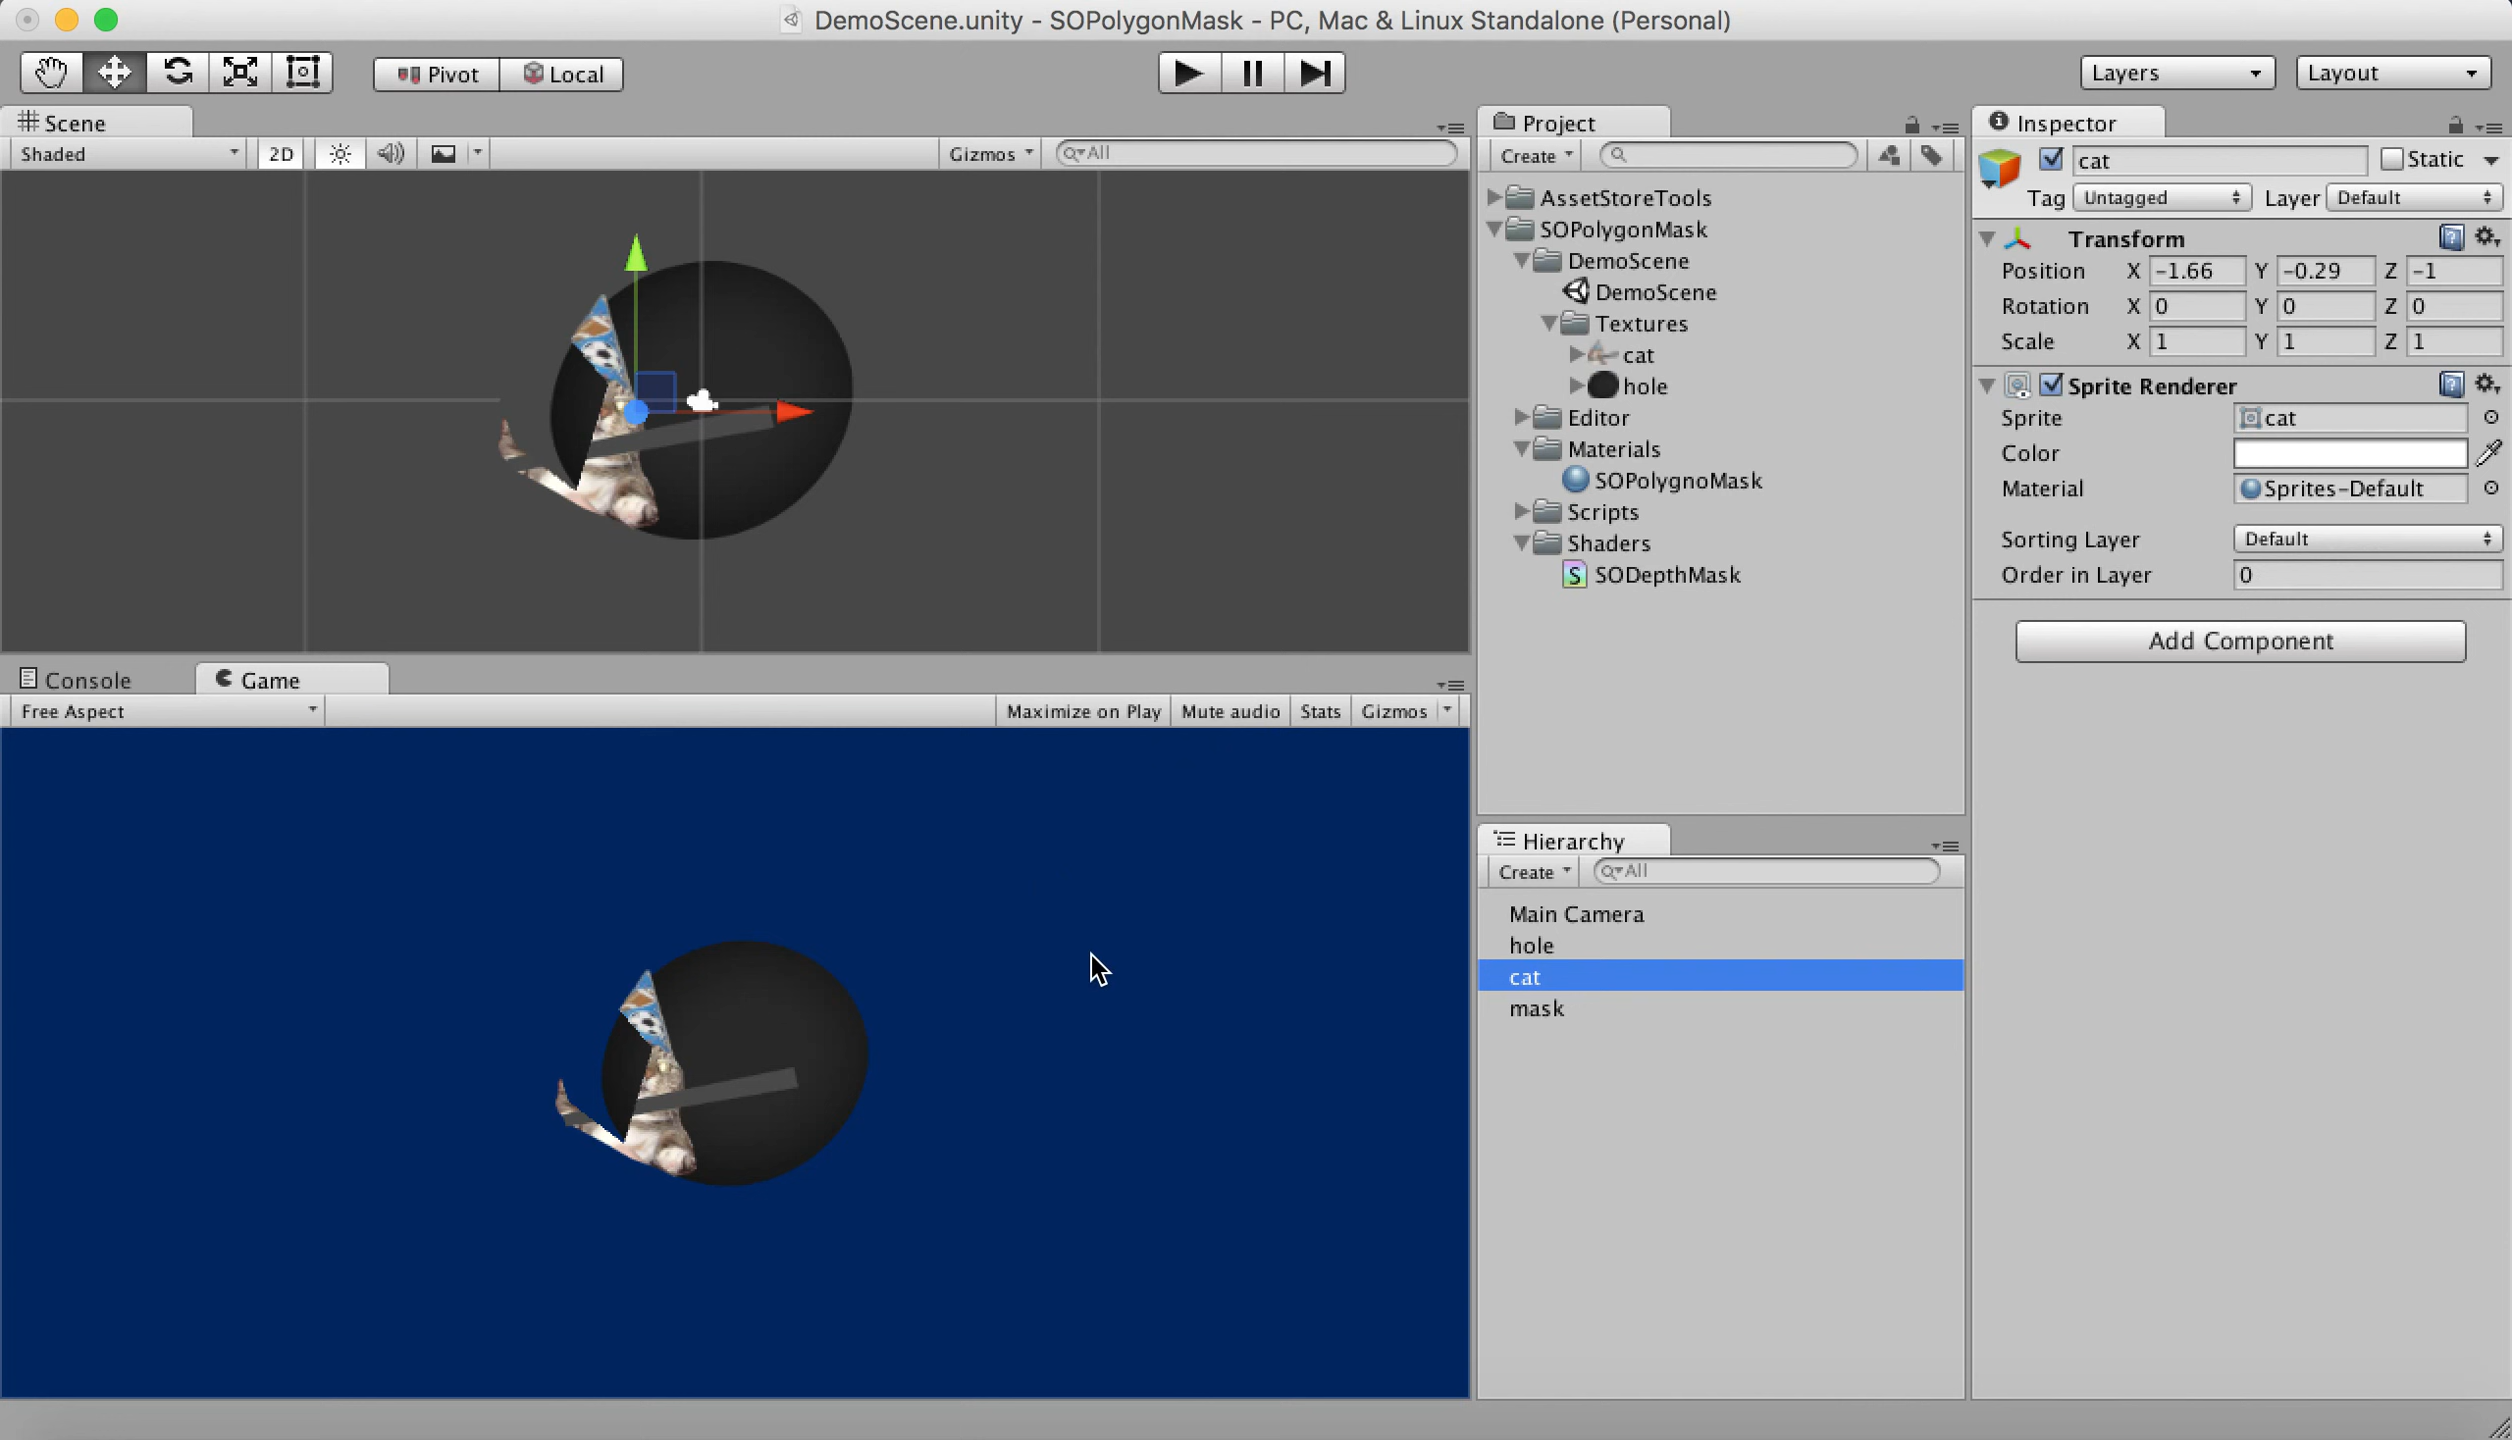 DemoScene.unity - SOPolygonMask - PC, Mac & Linux Standalone (Personal)
Pivot Local
Layers Layout
Scene
Shaded 2D Gizmos All
Project
Create
AssetStoreTools
SOPolygonMask
DemoScene
DemoScene
Textures
cat
hole
Editor
Materials
SOPolygnoMask
Scripts
Shaders
S SODepthMask
Inspector
cat Static
Tag Untagged Layer Default
Transform
Position X -1.66 Y -0.29 Z -1
Rotation X 0 Y 0 Z 0
Scale X 1 Y 1 Z 1
Sprite Renderer
Sprite cat
Color
Material Sprites-Default
Sorting Layer Default
Order in Layer 0
Add Component
Console Game
Free Aspect Maximize on Play Mute audio Stats Gizmos
Hierarchy
Create All
Main Camera
hole
cat
mask